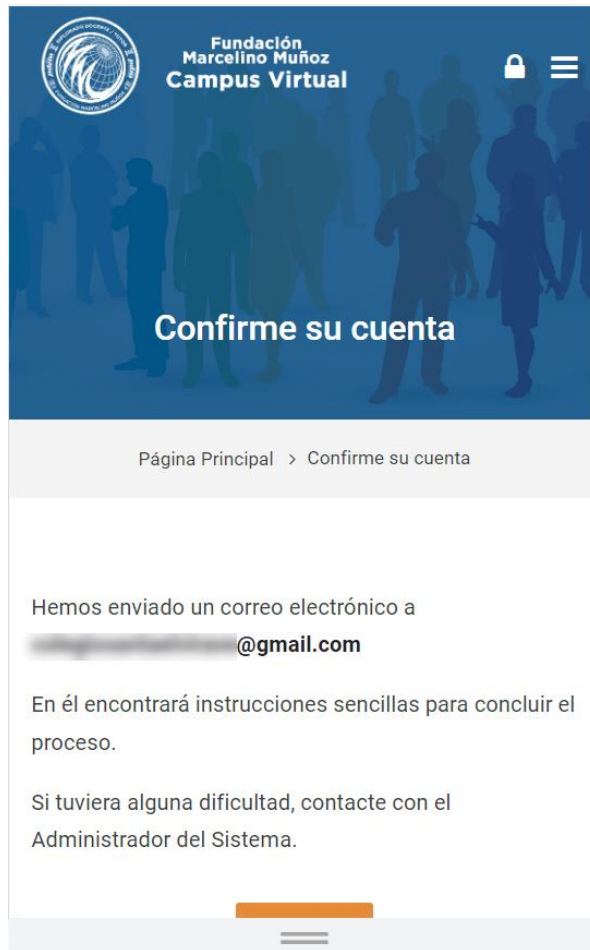 Fundación
Marcelino Muñoz
Campus Virtual
Confirme su cuenta
Página Principal > Confirme su cuenta
Hemos enviado un correo electrónico a
@gmail.com
En él encontrará instrucciones sencillas para concluir el
proceso.
Si tuviera alguna dificultad, contacte con el
Administrador del Sistema.